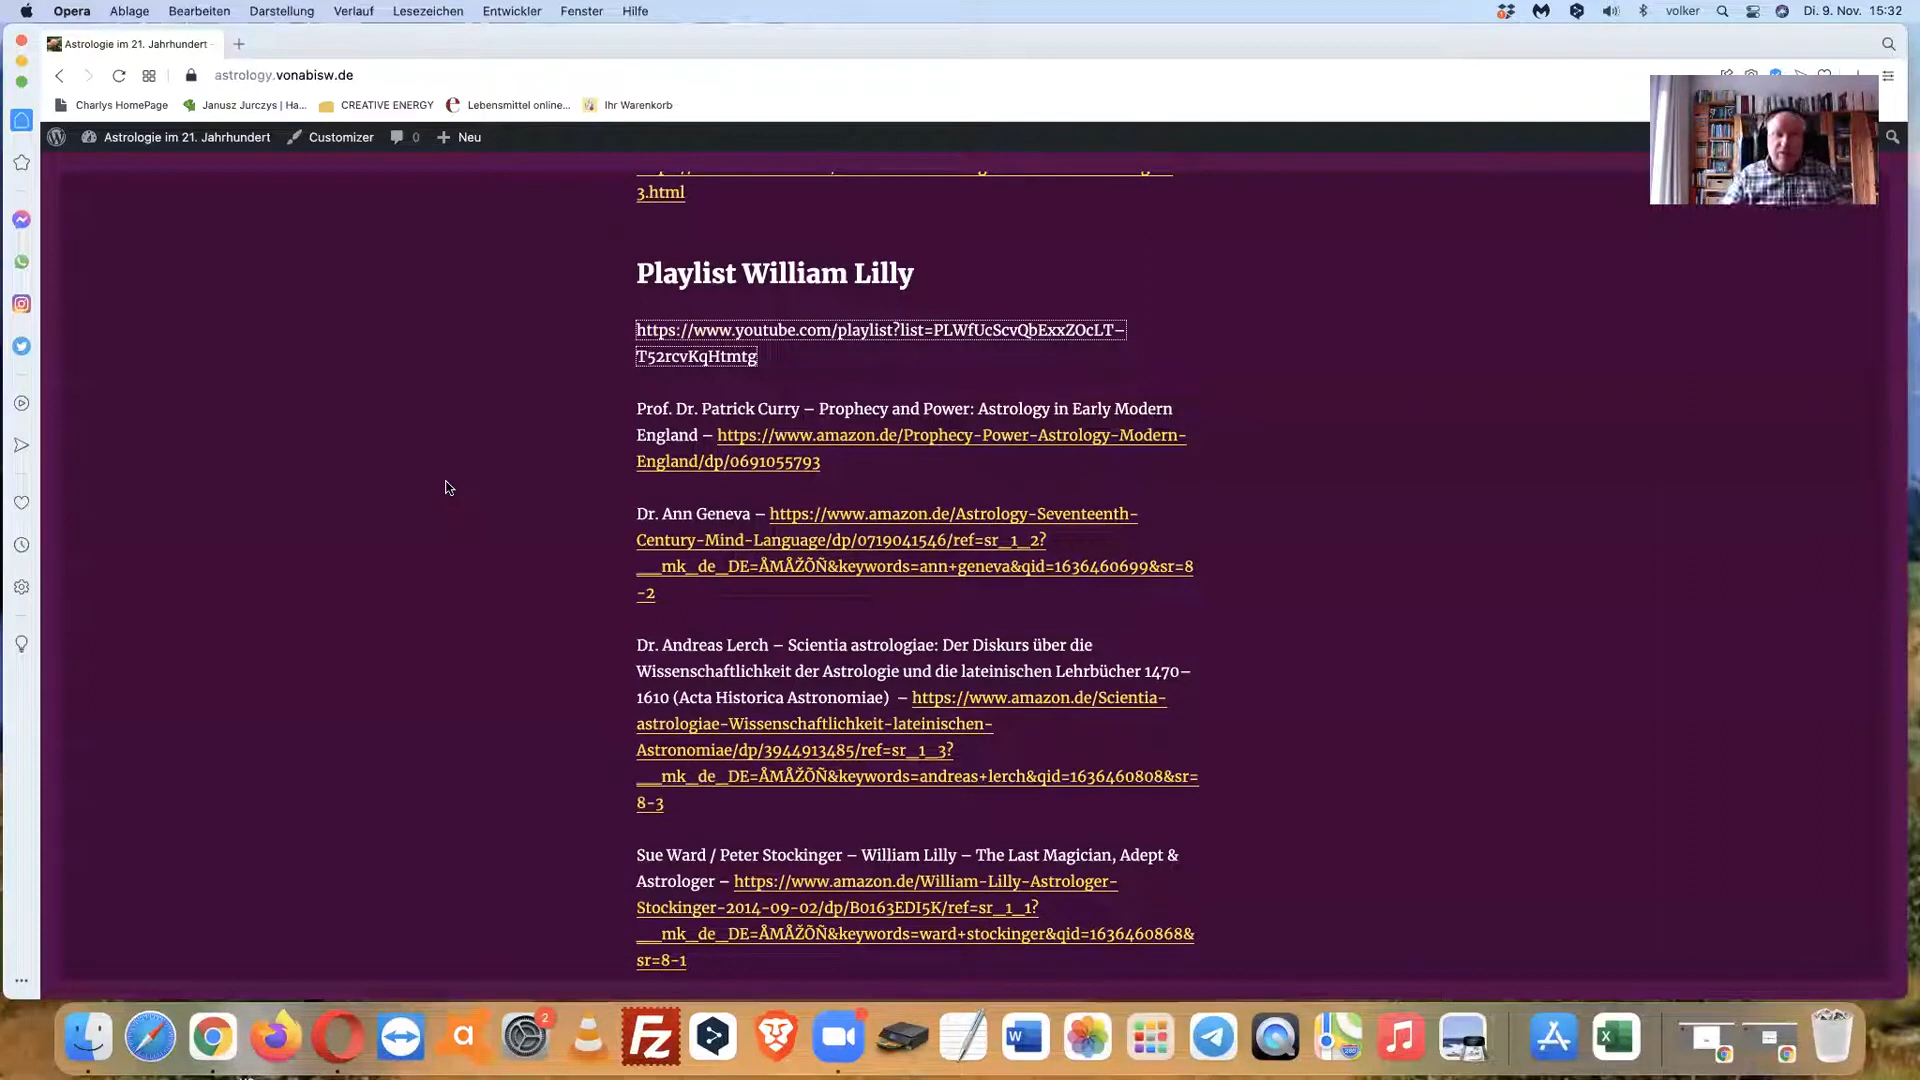 Opera Ablage Bearbeiten Darstellung Verlauf Lesezeichen Entwickler Fenster Hilfe volker Di. 9. Nov. 15:32
Astrologie im 21. Jahrhundert -
astrology.vonabisw.de
Charlys HomePage Janusz Jurczys | Ha... CREATIVE ENERGY Lebensmittel online... Ihr Warenkorb
Astrologie im 21. Jahrhundert Customizer 0 Neu
3.html
Playlist William Lilly
https://www.youtube.com/playlist?list=PLWfUcScvQbExxZOcLT–
T52rcvKqHtmtg
Prof. Dr. Patrick Curry – Prophecy and Power: Astrology in Early Modern
England – https://www.amazon.de/Prophecy-Power-Astrology-Modern-
England/dp/0691055793
Dr. Ann Geneva – https://www.amazon.de/Astrology-Seventeenth-
Century-Mind-Language/dp/0719041546/ref=sr_1_2?
__mk_de_DE=ÅMÅŽÕÑ&keywords=ann+geneva&qid=1636460699&sr=8
-2
Dr. Andreas Lerch – Scientia astrologiae: Der Diskurs über die
Wissenschaftlichkeit der Astrologie und die lateinischen Lehrbücher 1470–
1610 (Acta Historica Astronomiae) – https://www.amazon.de/Scientia-
astrologiae-Wissenschaftlichkeit-lateinischen-
Astronomiae/dp/3944913485/ref=sr_1_3?
__mk_de_DE=ÅMÅŽÕÑ&keywords=andreas+lerch&qid=1636460808&sr=
8-3
Sue Ward / Peter Stockinger – William Lilly – The Last Magician, Adept &
Astrologer – https://www.amazon.de/William-Lilly-Astrologer-
Stockinger-2014-09-02/dp/B0163EDI5K/ref=sr_1_1?
__mk_de_DE=ÅMÅŽÕÑ&keywords=ward+stockinger&qid=1636460868&
sr=8-1
2